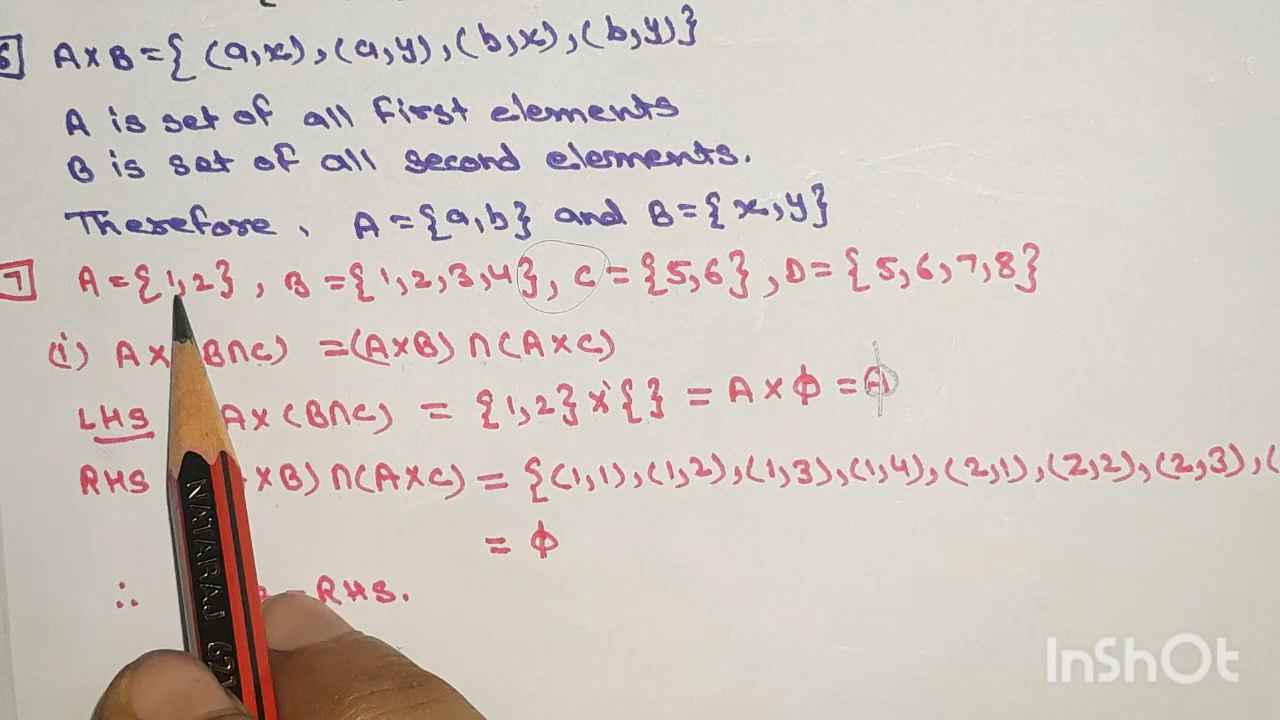 6 A×B={(a,x),(a,y),(b,x),(b,y)}
A is set of all first elements
B is set of all second elements.
Therefore, A={a,b} and B={x,y}
7 A={1,2}, B={1,2,3,4}, C={5,6}, D={5,6,7,8}
(i) A× B∩C) =(A×B)∩(A×C)
LHS A×(B∩C) = {1,2}×{} = A×ϕ =
RHS ×B)∩(A×C) = {(1,1),(1,2),(1,3),(1,4),(2,1),(2,2),(2,3),(
= ϕ
∴ = RHS.
NATARAJ 621
InShOt